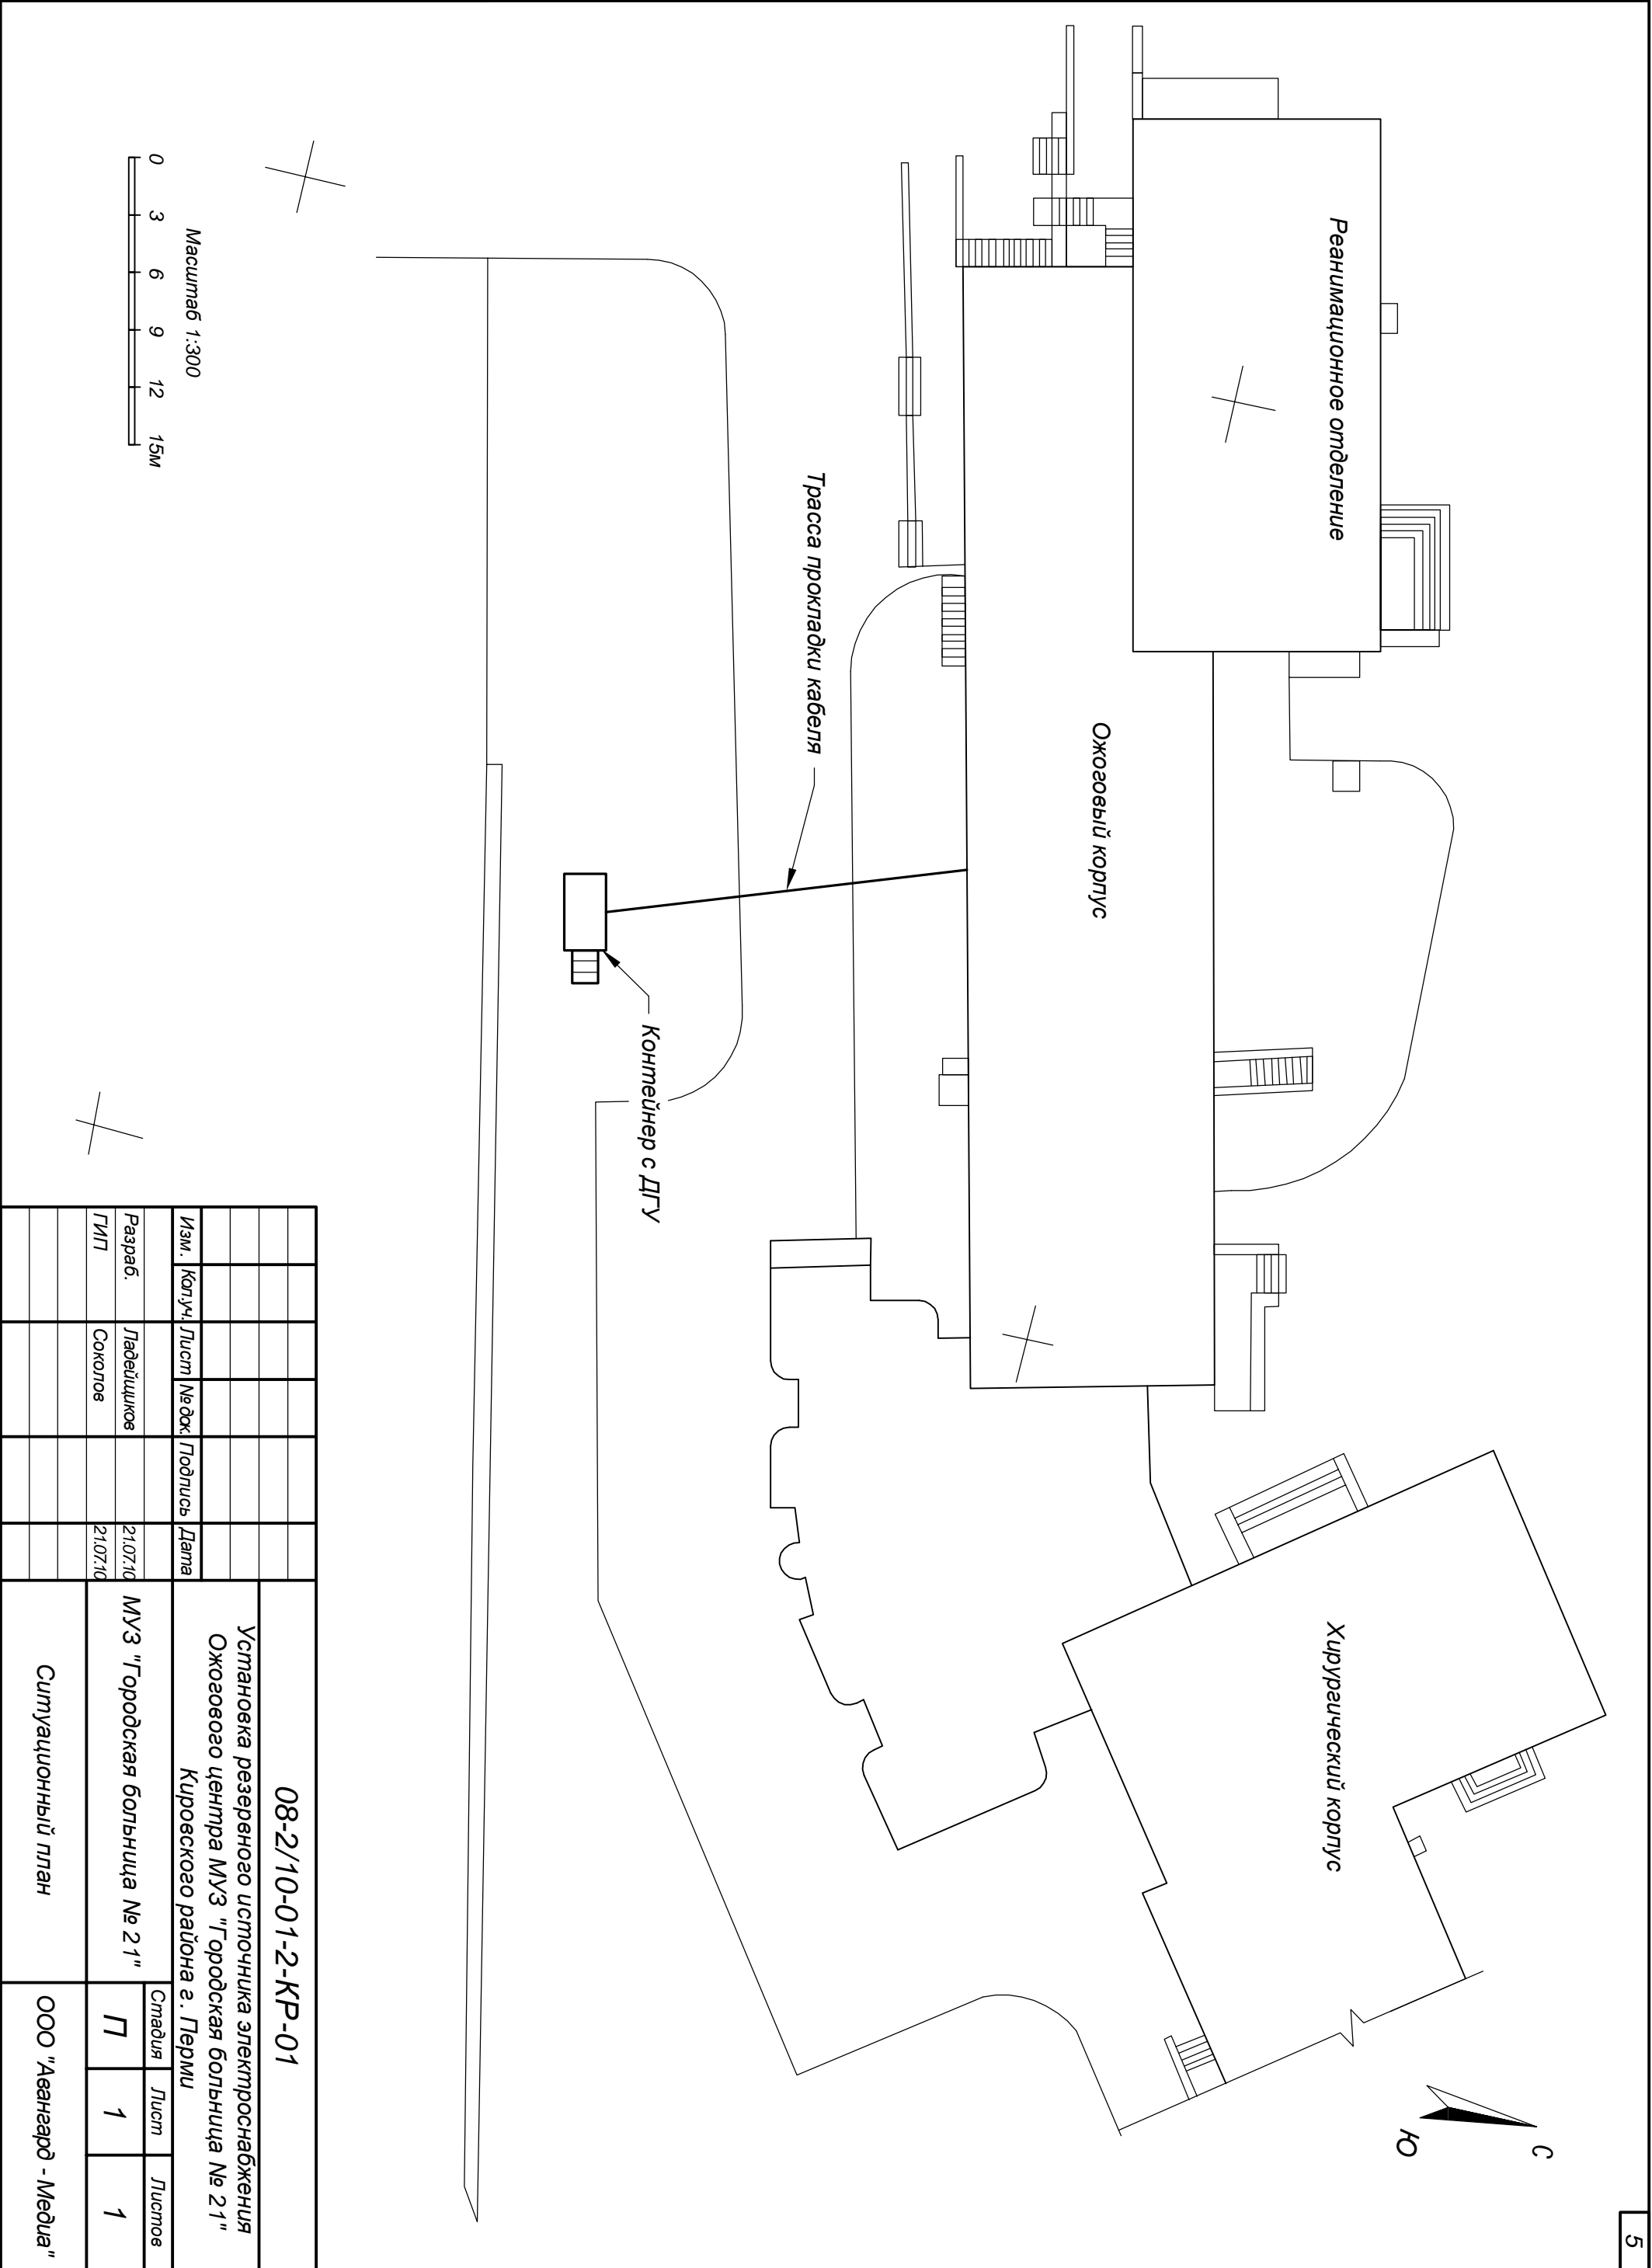 5
С
Ю
Реанимационное отделение
Ожоговый корпус
Хирургический корпус
Трасса прокладки кабеля
Контейнер с ДГУ
Масштаб 1:300
0 3 6 9 12 15м
08-2/10-01-2-КР-01
Установка резервного источника электроснабжения
Ожогового центра МУЗ "Городская больница № 21"
Кировского района г. Перми
Изм. Кол.уч. Лист № док. Подпись Дата
Разраб. Ладейщиков 21.07.10
ГИП Соколов 21.07.10
МУЗ "Городская больница № 21"
Стадия Лист Листов
П 1 1
Ситуационный план
ООО "Авангард - Медиа"